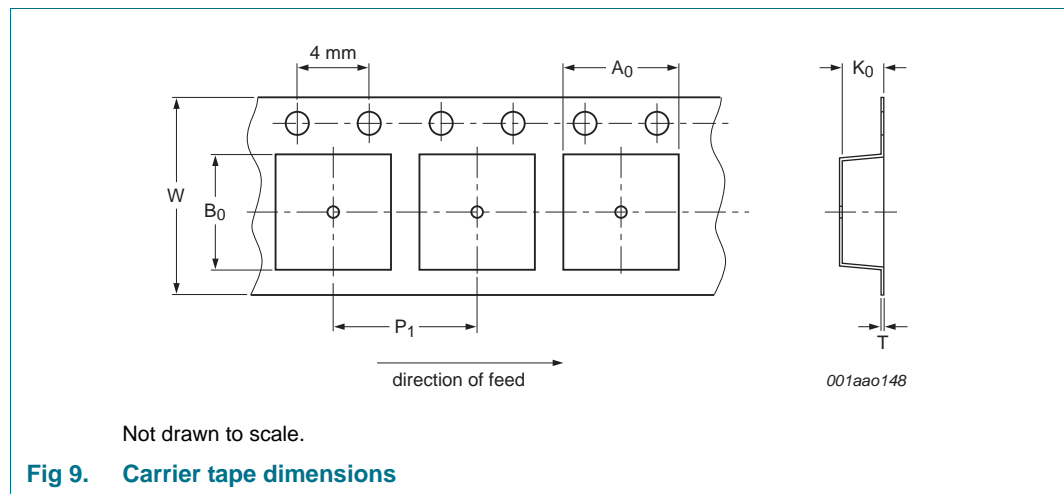 4 mm
A0
K0
W
B0
P1
T
direction of feed
001aao148
Not drawn to scale.
Fig 9. Carrier tape dimensions